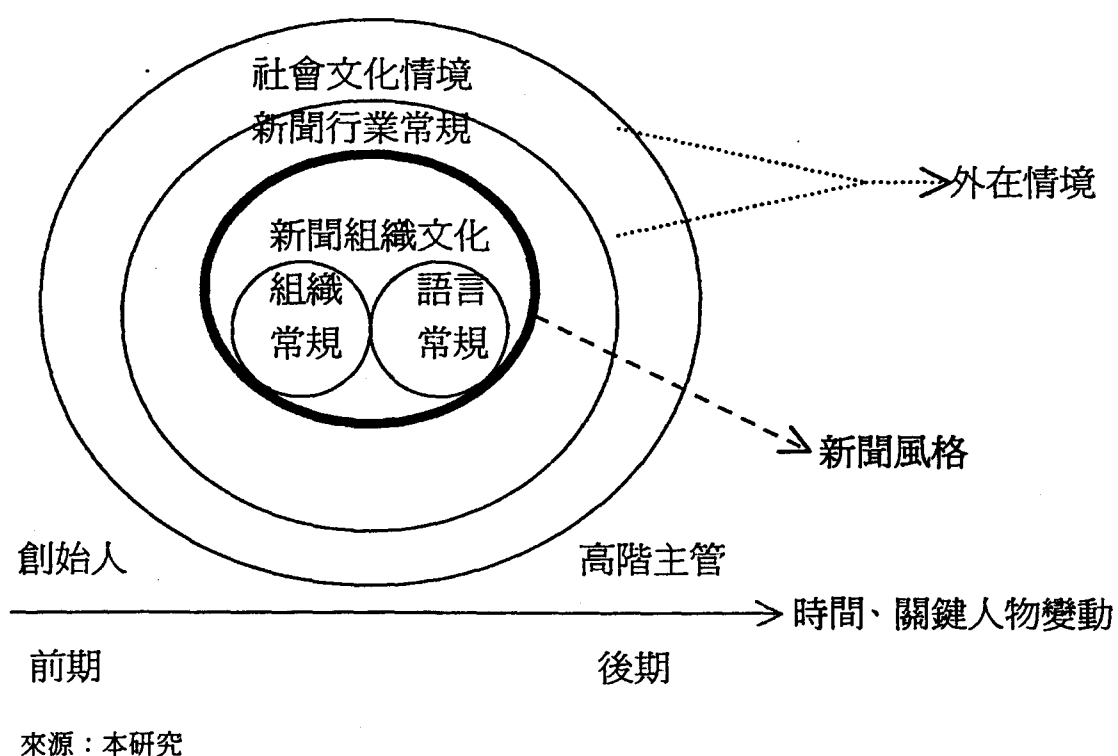 社會文化情境
新聞行業常規
外在情境
新聞組織文化
組織 語言
常規 常規
新聞風格
創始人 高階主管
時間、關鍵人物變動
前期 後期
來源：本研究